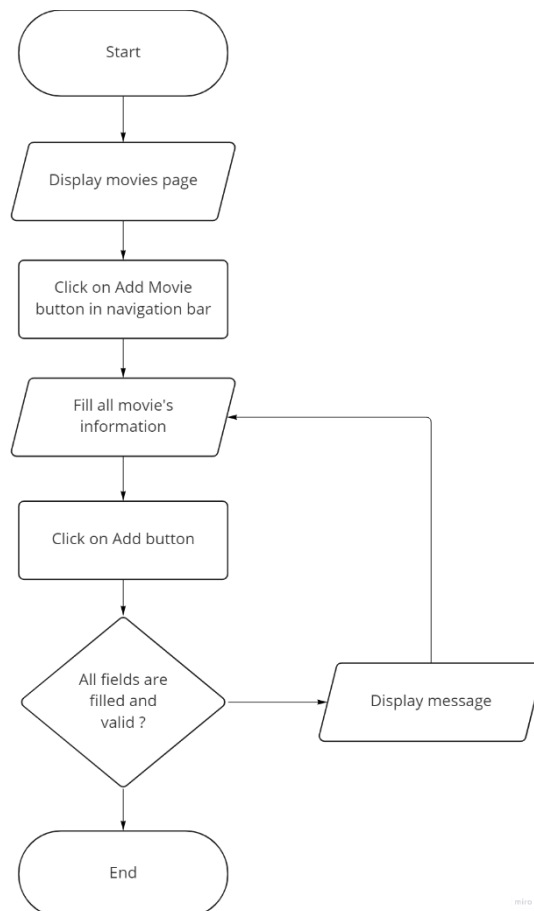 Start
Display movies page
Click on Add Movie
button in navigation bar
Fill all movie's
information
Click on Add button
All fields are
filled and
valid ?
Display message
End
miro